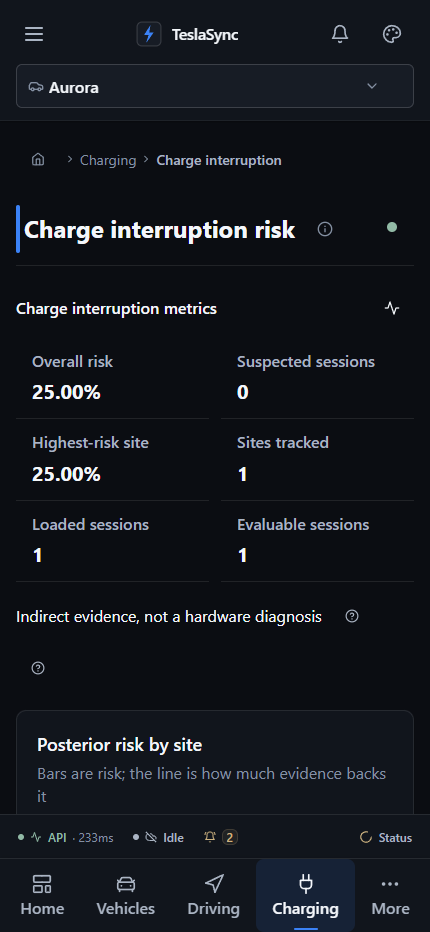 TeslaSync
Aurora
Charging
Charge interruption
Charge interruption risk
Charge interruption metrics
Overall risk
Suspected sessions
25.00%
0
Highest-risk site
Sites tracked
25.00%
1
Loaded sessions
Evaluable sessions
1
1
Indirect evidence, not a hardware diagnosis
Posterior risk by site
Bars are risk; the line is how much evidence backs
it
API · 233ms
Idle
2
Status
Home
Vehicles
Driving
Charging
More